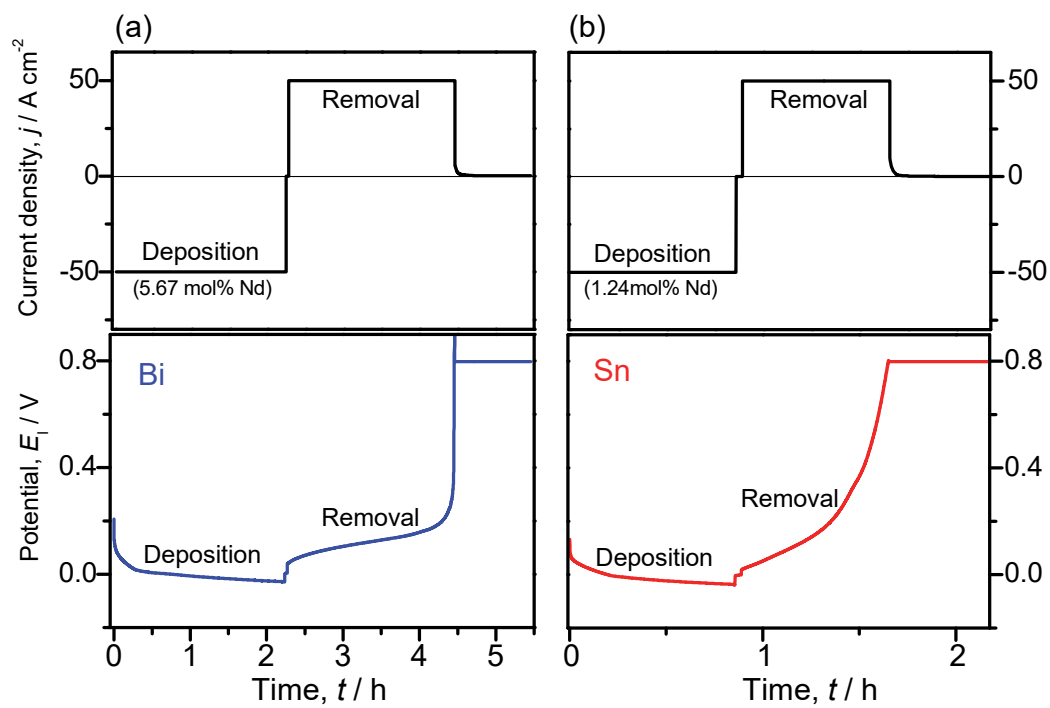 (a)
(b)
Current density, j / A cm⁻²
50
0
-50
Removal
Deposition
(5.67 mol% Nd)
Removal
Deposition
(1.24mol% Nd)
50
0
-50
Potential, E_I / V
0.8
0.4
0.0
Bi
Deposition
Removal
Sn
Deposition
Removal
0.8
0.4
0.0
0 1 2 3 4 5
0 1 2
Time, t / h
Time, t / h